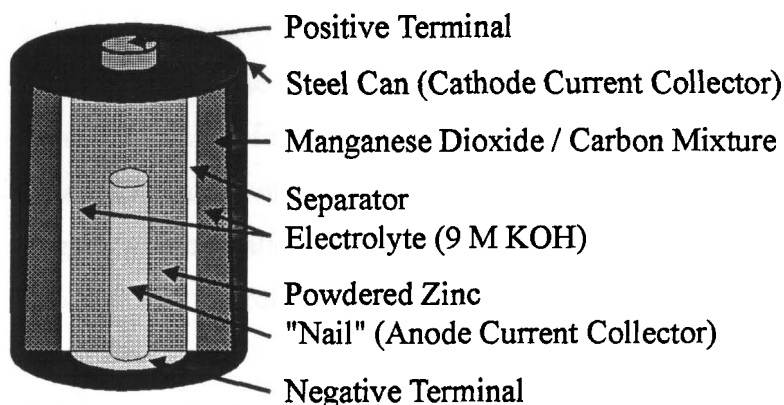 Positive Terminal
Steel Can (Cathode Current Collector)
Manganese Dioxide / Carbon Mixture
Separator
Electrolyte (9 M KOH)
Powdered Zinc
"Nail" (Anode Current Collector)
Negative Terminal